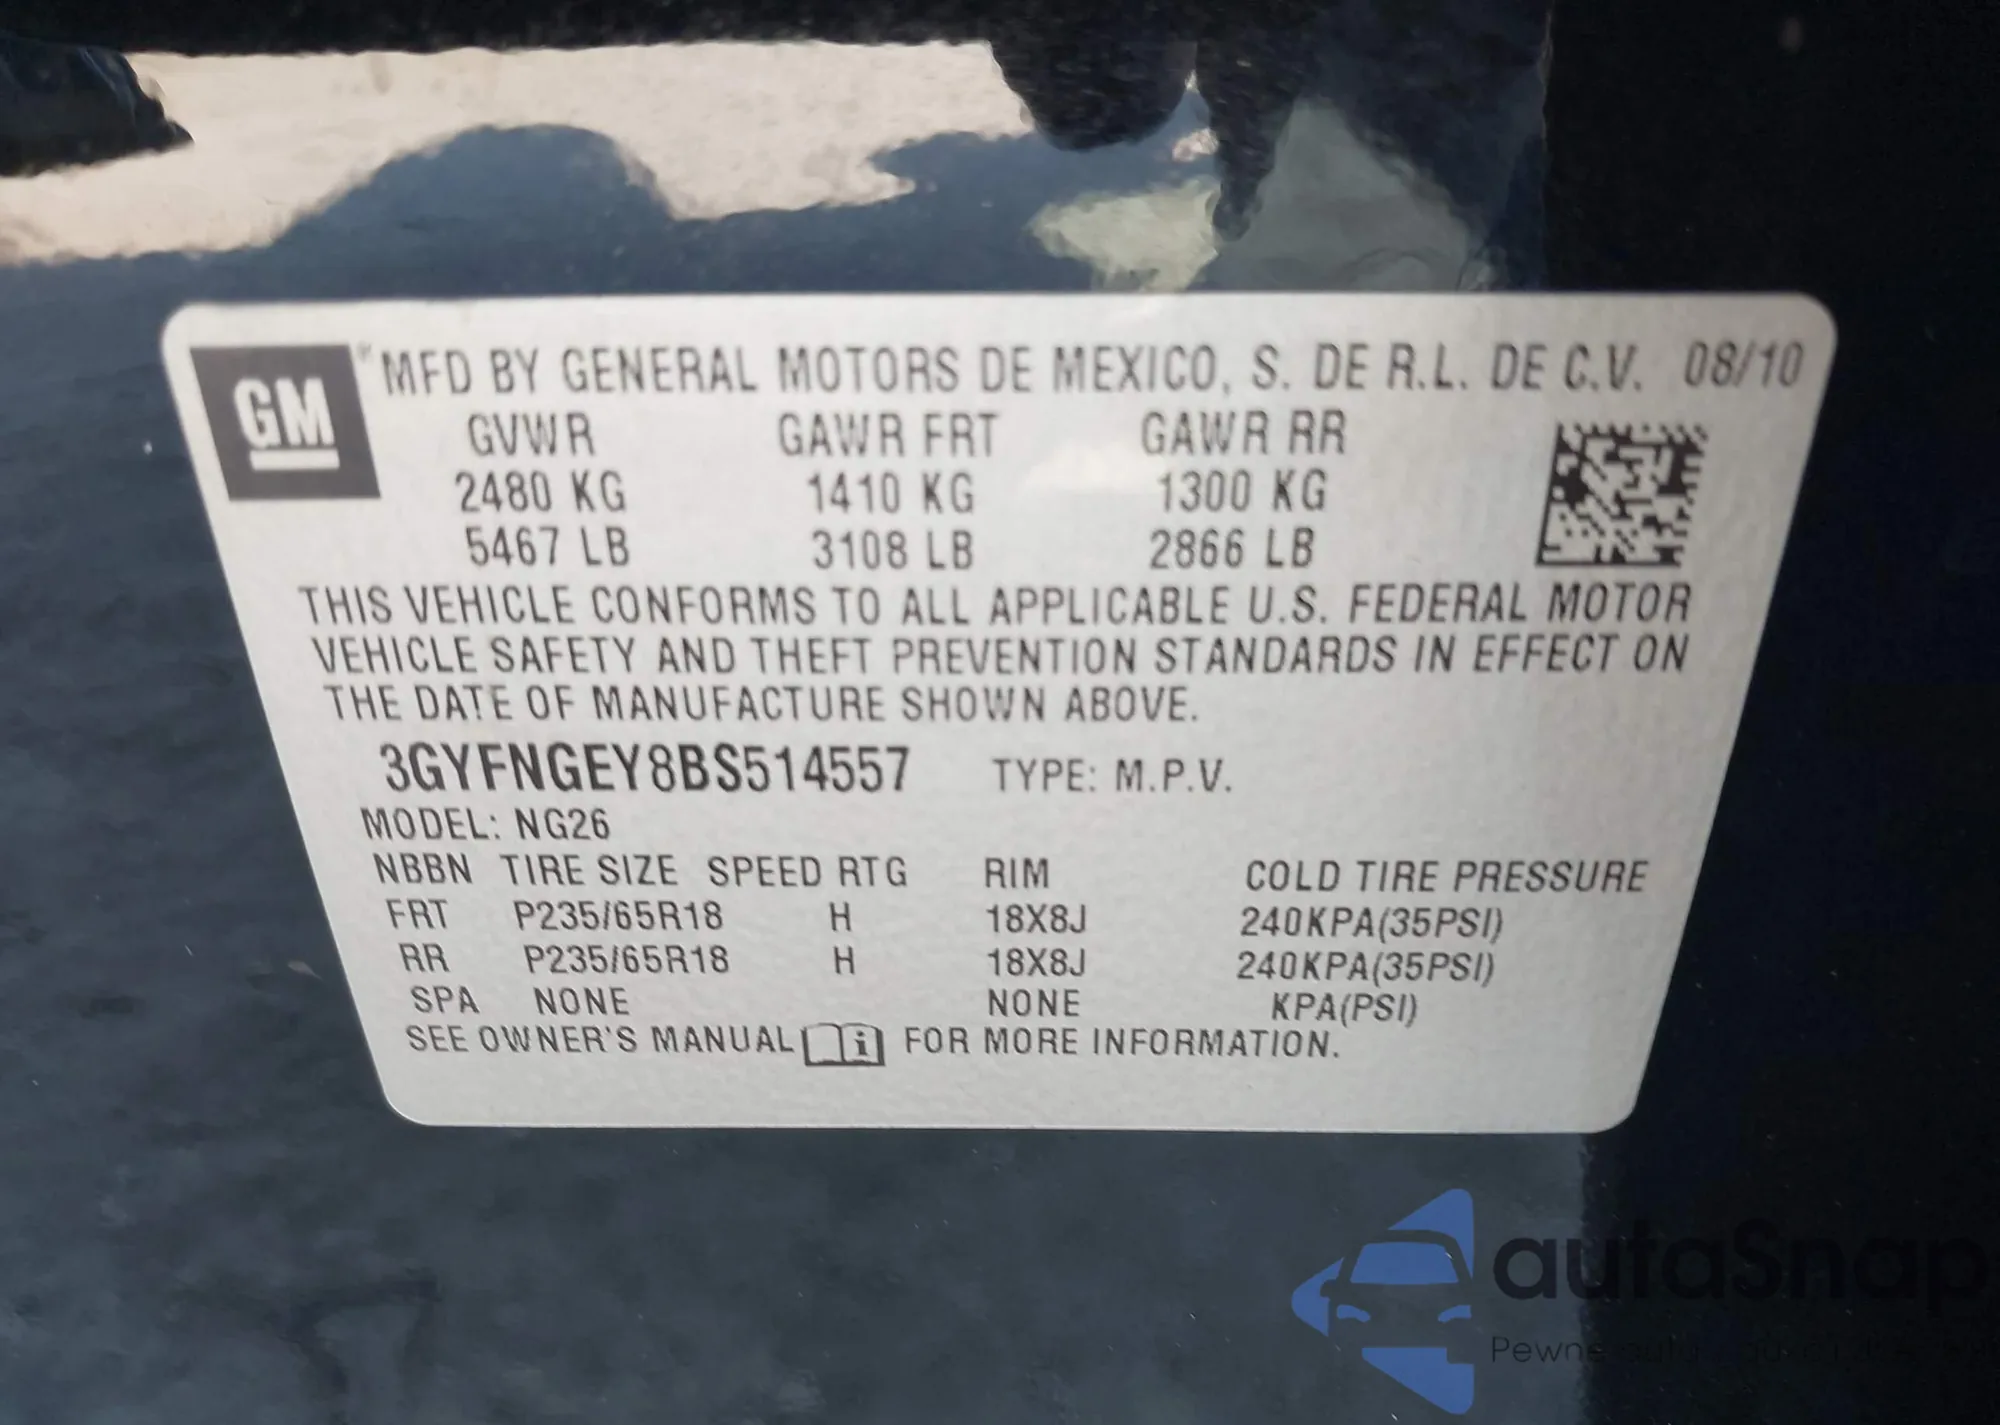 GM ® MFD BY GENERAL MOTORS DE MEXICO, S. DE R.L. DE C.V. 08/10
GVWR GAWR FRT GAWR RR
2480 KG 1410 KG 1300 KG
5467 LB 3108 LB 2866 LB
THIS VEHICLE CONFORMS TO ALL APPLICABLE U.S. FEDERAL MOTOR
VEHICLE SAFETY AND THEFT PREVENTION STANDARDS IN EFFECT ON
THE DATE OF MANUFACTURE SHOWN ABOVE.
3GYFNGEY8BS514557 TYPE: M.P.V.
MODEL: NG26
NBBN TIRE SIZE SPEED RTG RIM COLD TIRE PRESSURE
FRT P235/65R18 H 18X8J 240KPA(35PSI)
RR P235/65R18 H 18X8J 240KPA(35PSI)
SPA NONE NONE KPA(PSI)
SEE OWNER'S MANUAL i FOR MORE INFORMATION.
autaSnap
Pewne auta